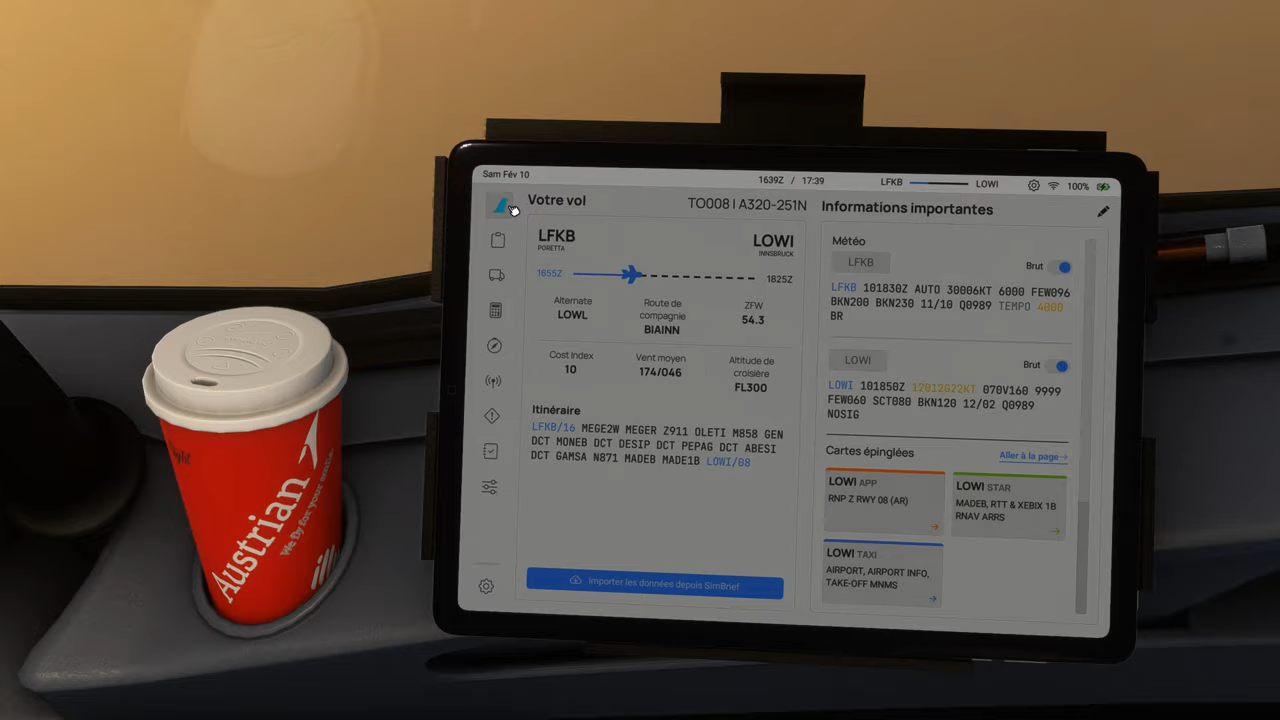 Sam Fév 10
1639Z / 17:39
LFKB LOWI
100%
Votre vol
TO008 | A320-251N
LFKB
PORETTA
LOWI
INNSBRUCK
1655Z
1825Z
Alternate
LOWL
Route de
compagnie
BIAINN
ZFW
54.3
Cost Index
10
Vent moyen
174/046
Altitude de
croisière
FL300
Itinéraire
LFKB/16 MEGE2W MEGER Z911 OLETI M858 GEN
DCT MONEB DCT DESIP DCT PEPAG DCT ABESI
DCT GAMSA N871 MADEB MADE1B LOWI/08
Importer les données depuis SimBrief
Informations importantes
Météo
LFKB
Brut
LFKB 101830Z AUTO 30006KT 6000 FEW096
BKN200 BKN230 11/10 Q0989 TEMPO 4000
BR
LOWI
Brut
LOWI 101850Z 12012G22KT 070V160 9999
FEW060 SCT080 BKN120 12/02 Q0989
NOSIG
Cartes épinglées
Aller à la page→
LOWI APP
RNP Z RWY 08 (AR)
→
LOWI STAR
MADEB, RTT & XEBIX 1B
RNAV ARRS
→
LOWI TAXI
AIRPORT, AIRPORT INFO,
TAKE-OFF MNMS
→
Austrian
We fly for your smile.